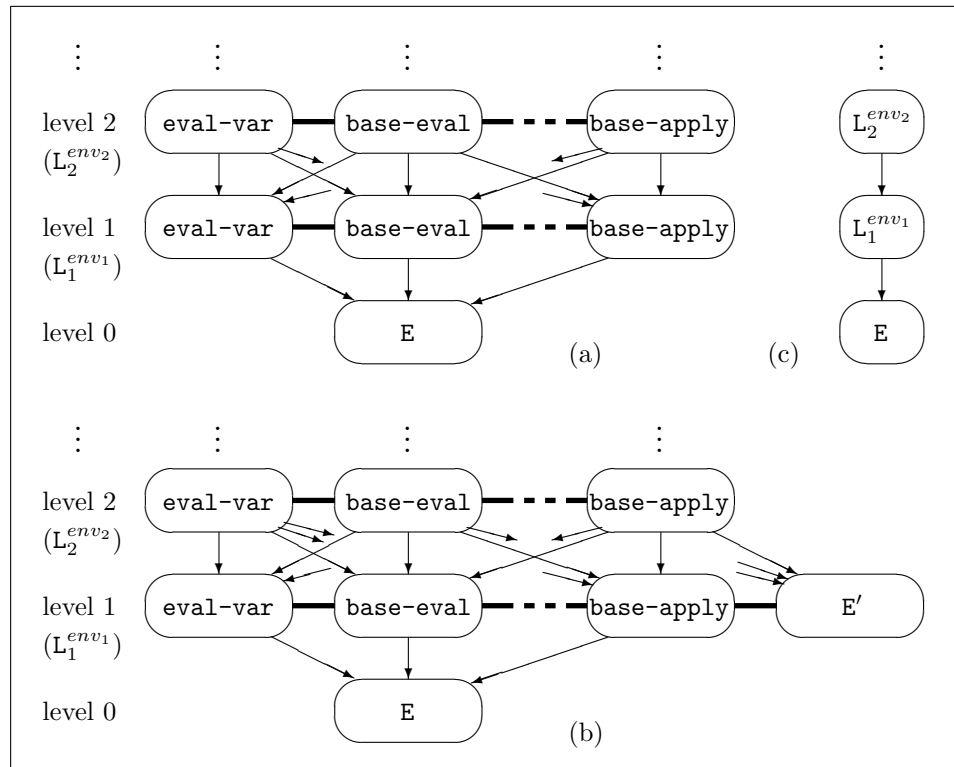 ⋮ ⋮ ⋮ ⋮ ⋮
level 2 eval-var base-eval base-apply L₂^{env₂}
(L₂^{env₂})
level 1 eval-var base-eval base-apply L₁^{env₁}
(L₁^{env₁})
level 0 E (a) (c) E
⋮ ⋮ ⋮ ⋮
level 2 eval-var base-eval base-apply
(L₂^{env₂})
level 1 eval-var base-eval base-apply E′
(L₁^{env₁})
level 0 E
(b)